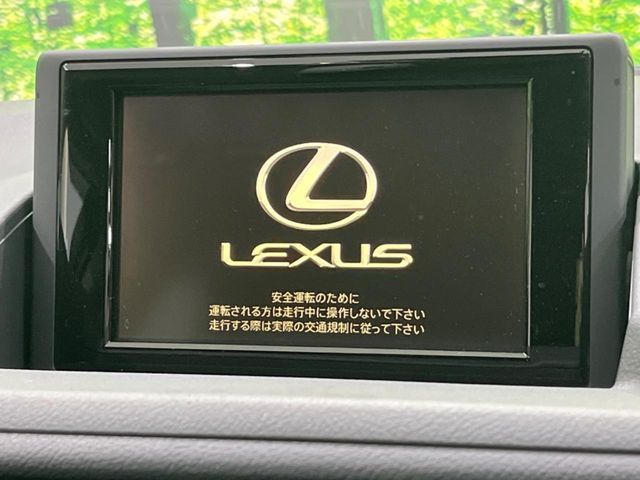 LEXUS
安全運転のために
運転される方は走行中に操作しないで下さい
走行する際は実際の交通規制に従って下さい